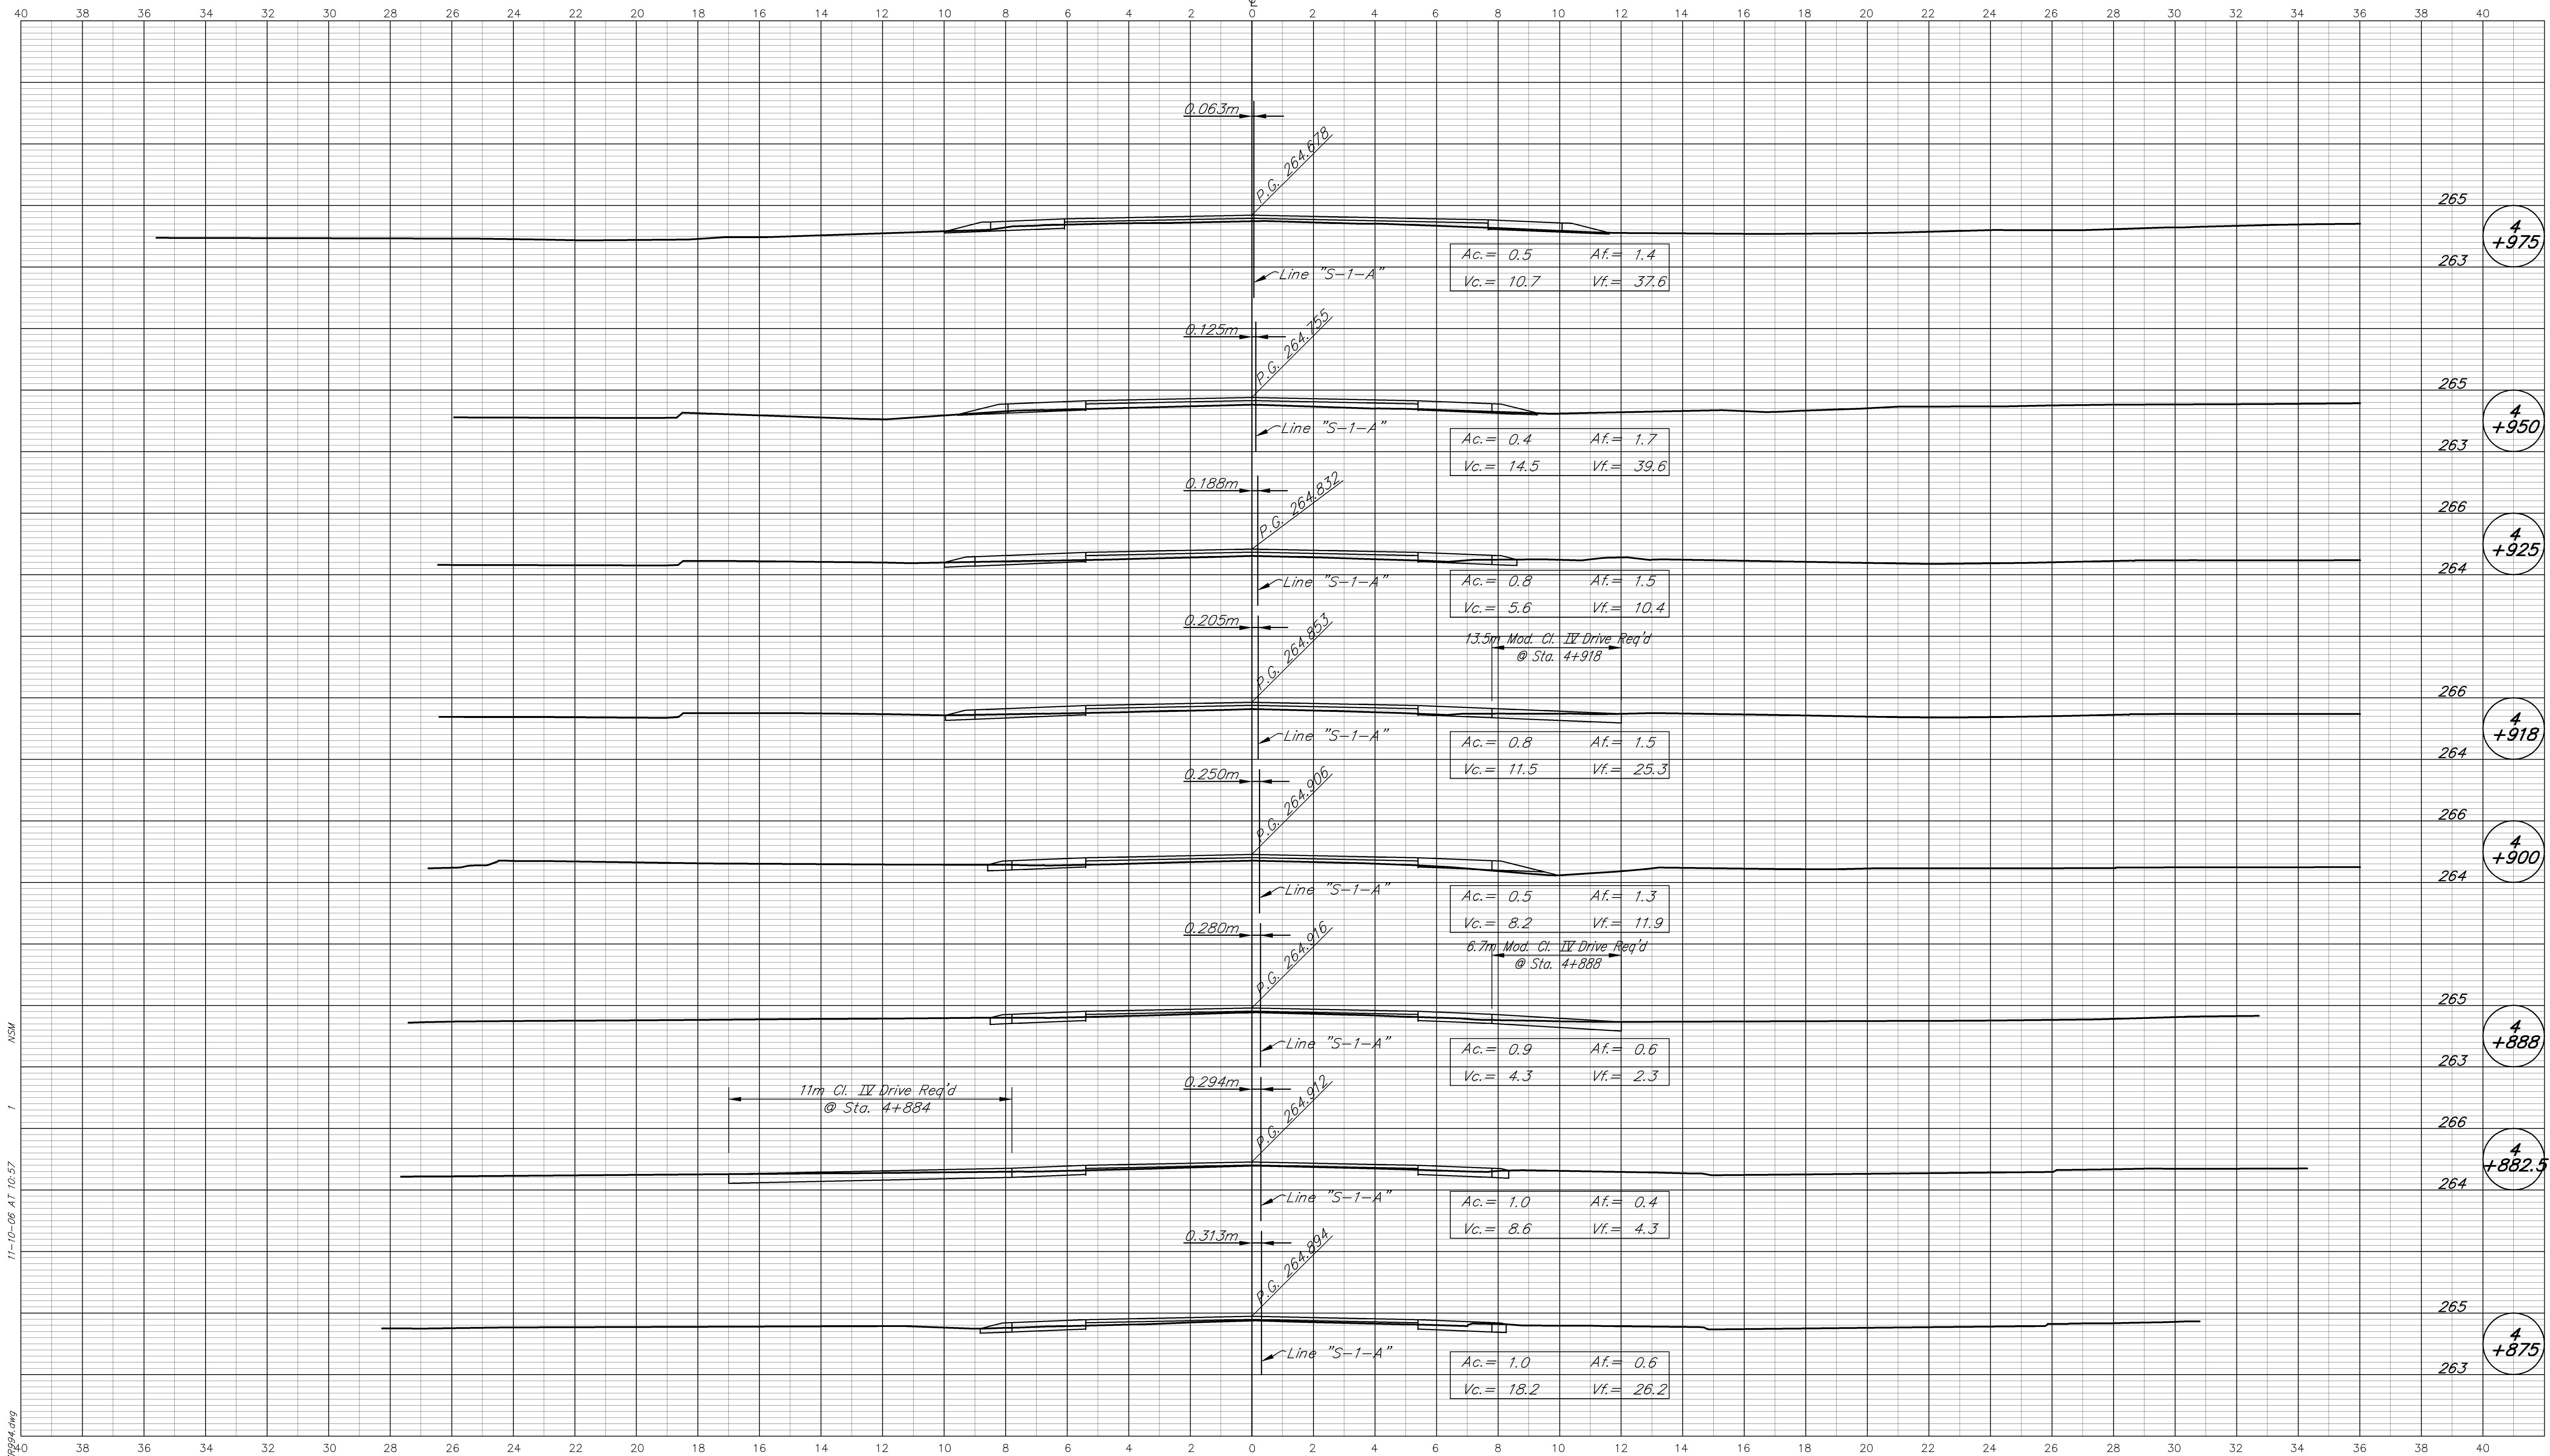 40 38 36 34 32 30 28 26 24 22 20 18 16 14 12 10 8 6 4 2 0 2 4 6 8 10 12 14 16 18 20 22 24 26 28 30 32 34 36 38 40
0.063m
P.G. 264.678
265
4
+975
263
Line "S-1-A"
Ac.= 0.5 Af.= 1.4
Vc.= 10.7 Vf.= 37.6
0.125m
P.G. 264.755
265
4
+950
263
Line "S-1-A"
Ac.= 0.4 Af.= 1.7
Vc.= 14.5 Vf.= 39.6
0.188m
P.G. 264.832
266
4
+925
264
Line "S-1-A"
Ac.= 0.8 Af.= 1.5
Vc.= 5.6 Vf.= 10.4
0.205m
P.G. 264.853
13.5m Mod. Cl. IV Drive Req'd
@ Sta. 4+918
266
4
+918
264
Line "S-1-A"
Ac.= 0.8 Af.= 1.5
Vc.= 11.5 Vf.= 25.3
0.250m
P.G. 264.906
266
4
+900
264
Line "S-1-A"
Ac.= 0.5 Af.= 1.3
Vc.= 8.2 Vf.= 11.9
0.280m
P.G. 264.916
6.7m Mod. Cl. IV Drive Req'd
@ Sta. 4+888
265
4
+888
263
Line "S-1-A"
Ac.= 0.9 Af.= 0.6
Vc.= 4.3 Vf.= 2.3
0.294m
P.G. 264.912
11m Cl. IV Drive Req'd
@ Sta. 4+884
266
4
+882.5
264
Line "S-1-A"
Ac.= 1.0 Af.= 0.4
Vc.= 8.6 Vf.= 4.3
0.313m
P.G. 264.894
265
4
+875
263
Line "S-1-A"
Ac.= 1.0 Af.= 0.6
Vc.= 18.2 Vf.= 26.2
40 38 36 34 32 30 28 26 24 22 20 18 16 14 12 10 8 6 4 2 0 2 4 6 8 10 12 14 16 18 20 22 24 26 28 30 32 34 36 38 40
11-10-06 AT 10:57 1 NSM